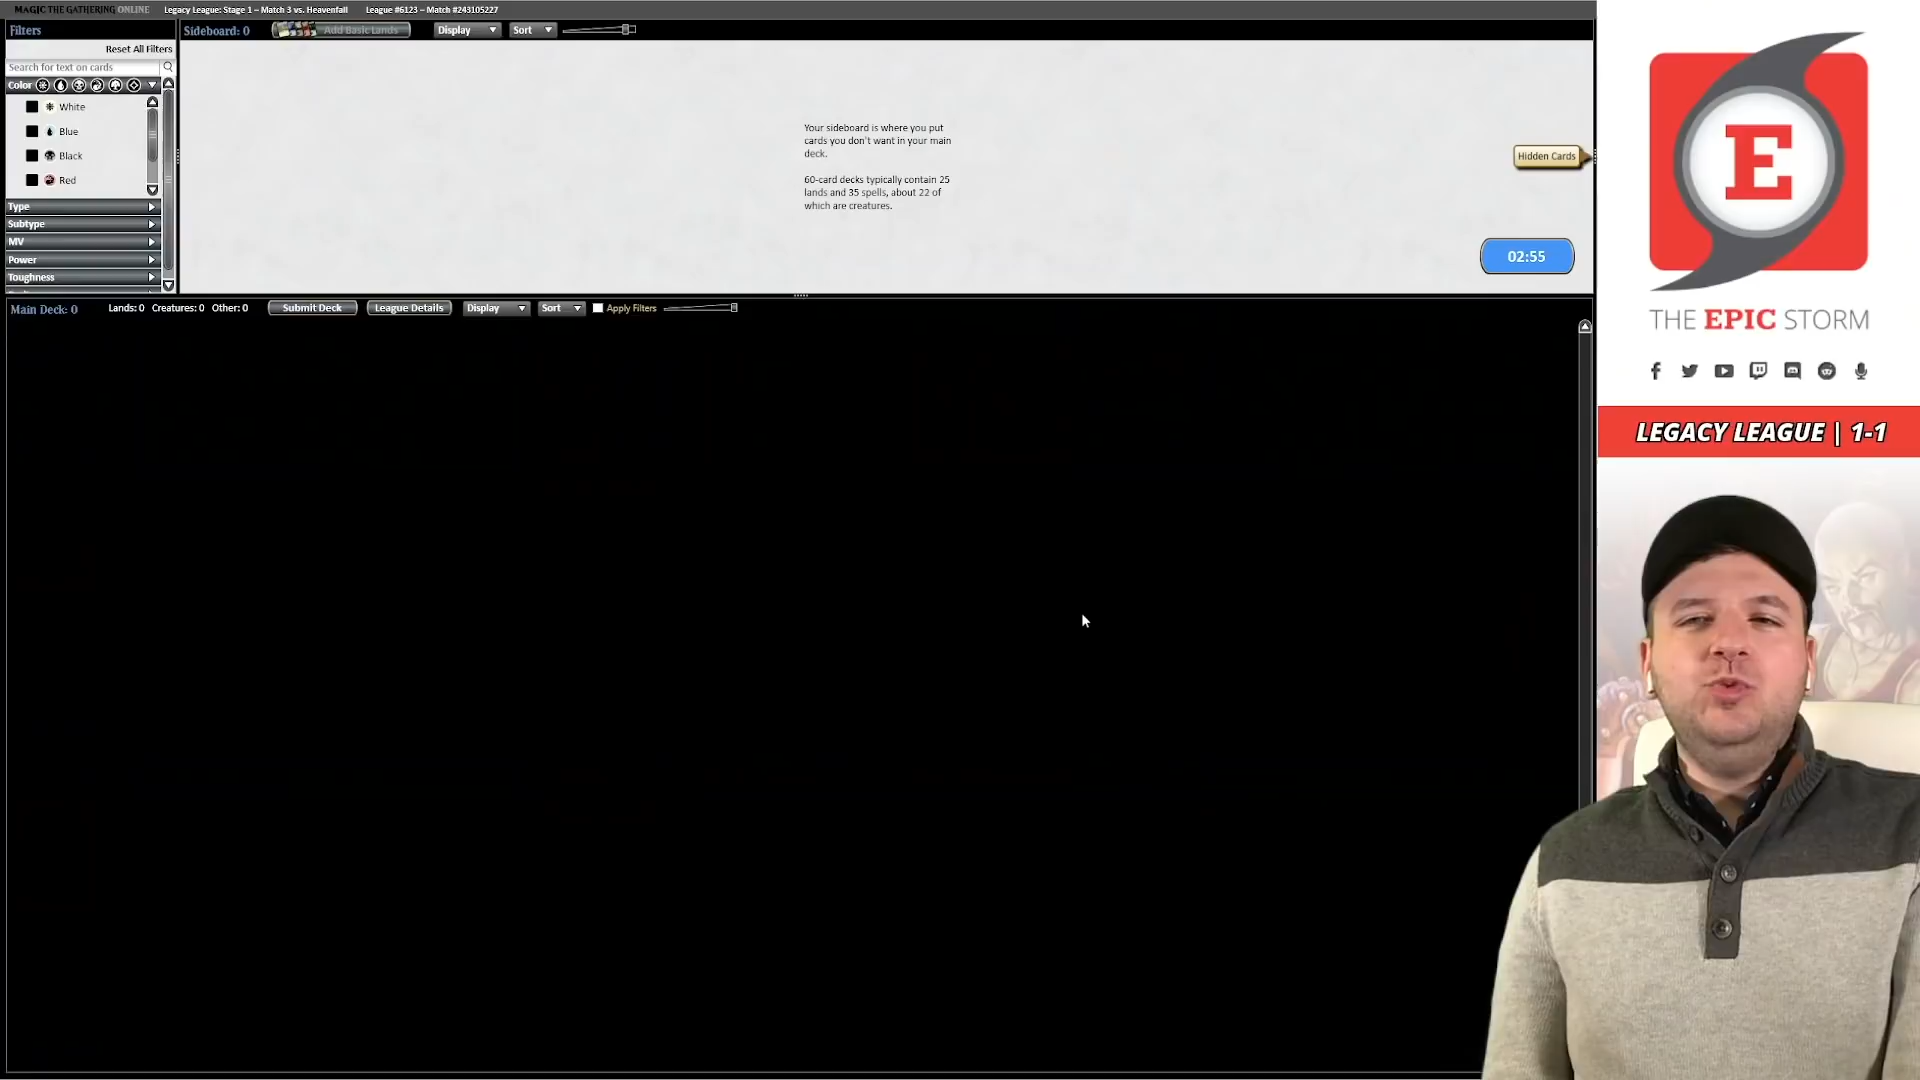 MAGIC THE GATHERING ONLINE Legacy League: Stage 1 – Match 3 vs. Heavenfall League #6123 – Match #243105227
Filters
Sideboard: 0 Add Basic Lands Display Sort
Reset All Filters
Search for text on cards
Color
White
Blue
Black
Red
Type
Subtype
MV
Power
Toughness
Your sideboard is where you put
cards you don't want in your main
deck.
60-card decks typically contain 25
lands and 35 spells, about 22 of
which are creatures.
Hidden Cards
02:55
Main Deck: 0 Lands: 0 Creatures: 0 Other: 0 Submit Deck League Details Display Sort Apply Filters
E
THE EPIC STORM
LEGACY LEAGUE | 1-1